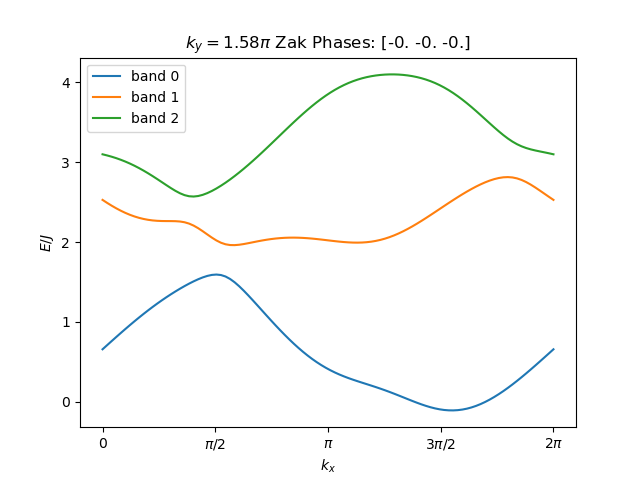 k_y = 1.58π Zak Phases: [-0. -0. -0.]
band 0
band 1
band 2
E/J
4
3
2
1
0
0 π/2 π 3π/2 2π
k_x